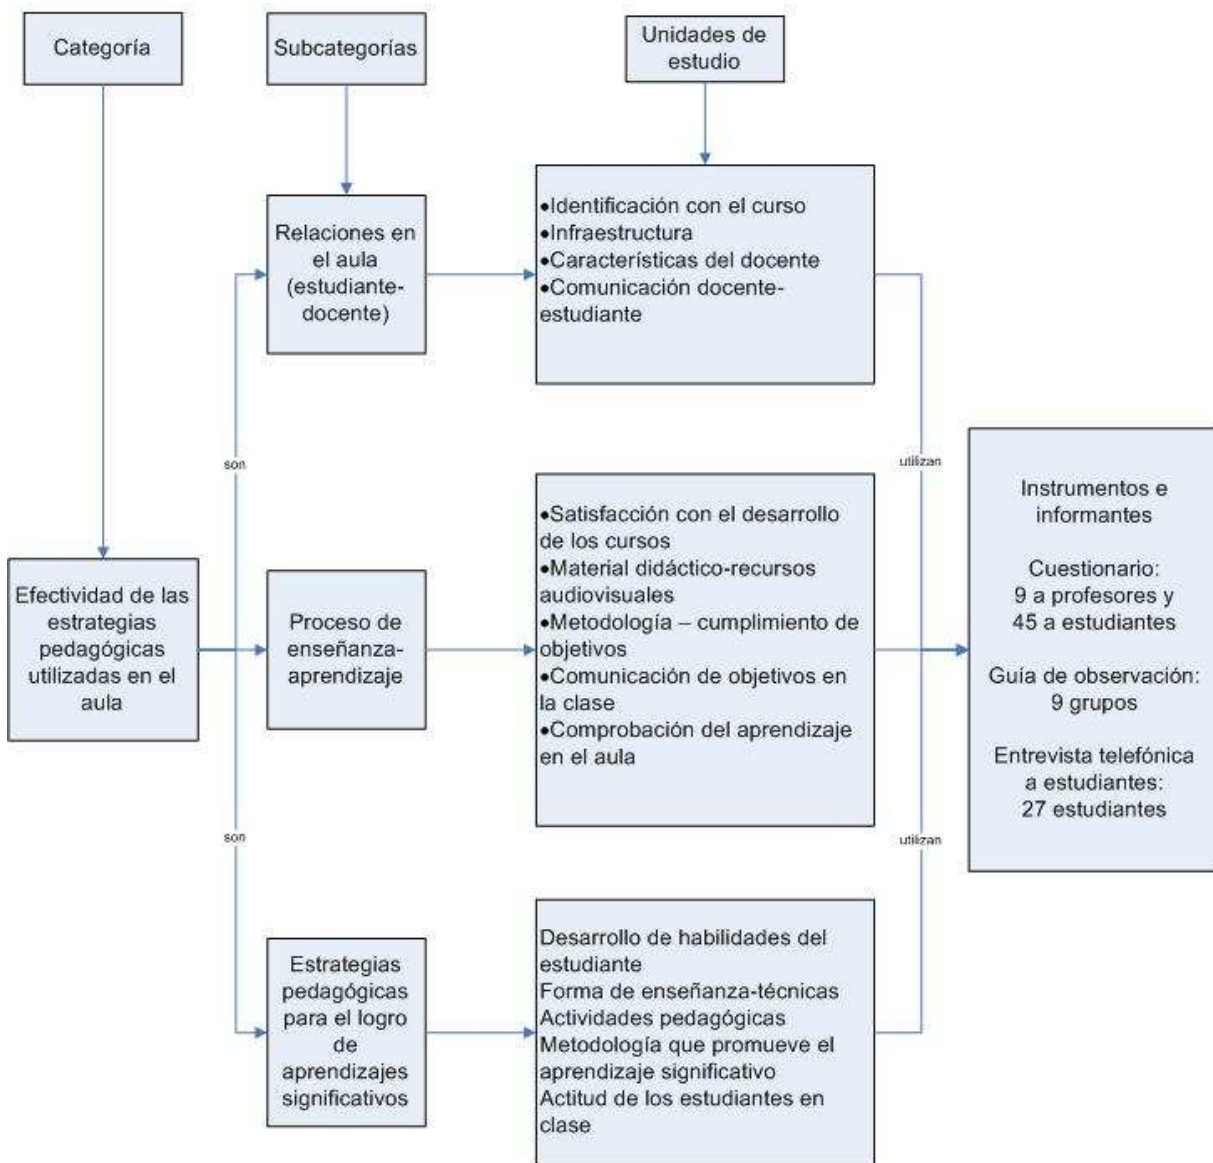 Categoría
Subcategorías
Unidades de
estudio
Efectividad de las
estrategias
pedagógicas
utilizadas en el
aula
son
son
Relaciones en
el aula
(estudiante-
docente)
•Identificación con el curso
•Infraestructura
•Características del docente
•Comunicación docente-
estudiante
Proceso de
enseñanza-
aprendizaje
•Satisfacción con el desarrollo
de los cursos
•Material didáctico-recursos
audiovisuales
•Metodología – cumplimiento de
objetivos
•Comunicación de objetivos en
la clase
•Comprobación del aprendizaje
en el aula
Estrategias
pedagógicas
para el logro
de
aprendizajes
significativos
Desarrollo de habilidades del
estudiante
Forma de enseñanza-técnicas
Actividades pedagógicas
Metodología que promueve el
aprendizaje significativo
Actitud de los estudiantes en
clase
utilizan
utilizan
Instrumentos e
informantes
Cuestionario:
9 a profesores y
45 a estudiantes
Guía de observación:
9 grupos
Entrevista telefónica
a estudiantes:
27 estudiantes